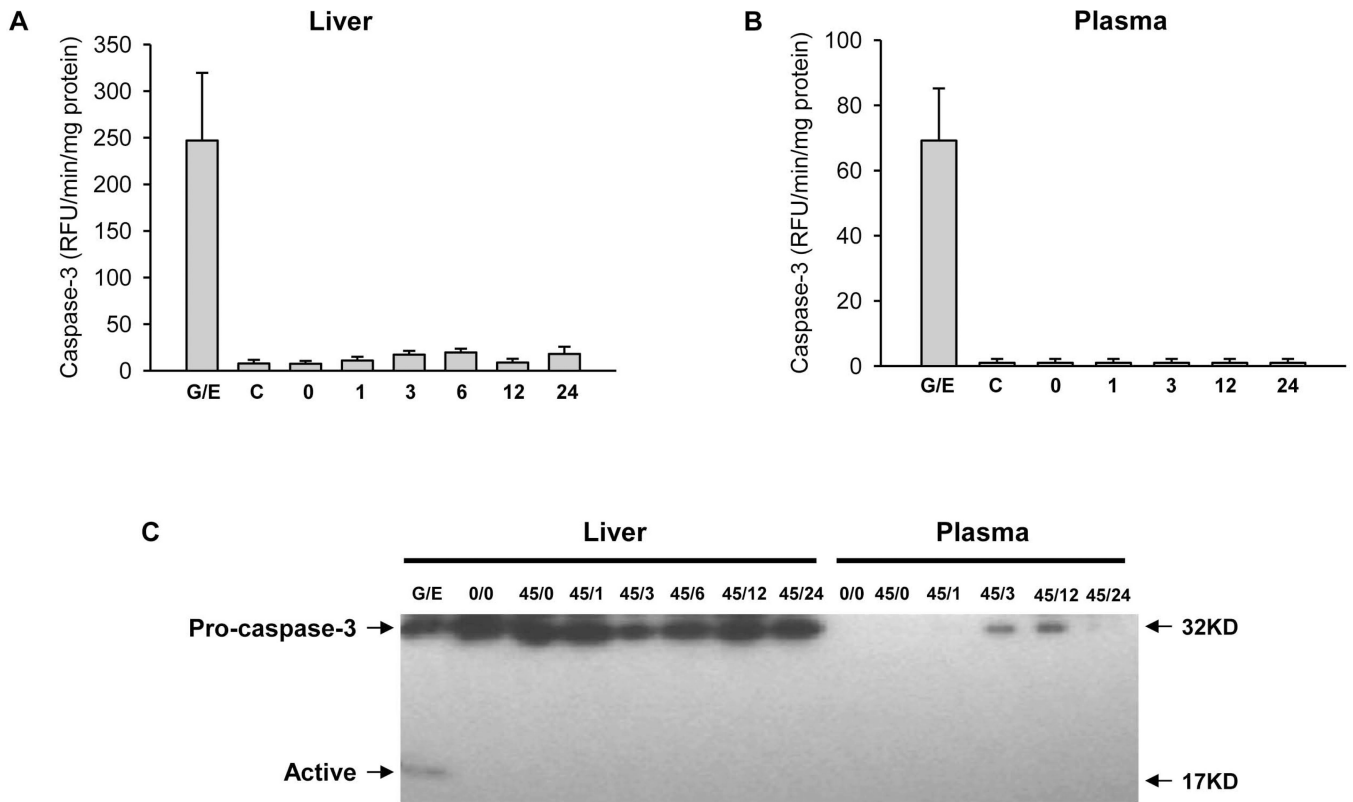 A
Liver
Caspase-3 (RFU/min/mg protein)
350
300
250
200
150
100
50
0
G/E C 0 1 3 6 12 24
B
Plasma
Caspase-3 (RFU/min/mg protein)
100
80
60
40
20
0
G/E C 0 1 3 12 24
C
Liver Plasma
G/E 0/0 45/0 45/1 45/3 45/6 45/12 45/24 0/0 45/0 45/1 45/3 45/12 45/24
Pro-caspase-3 32KD
Active 17KD